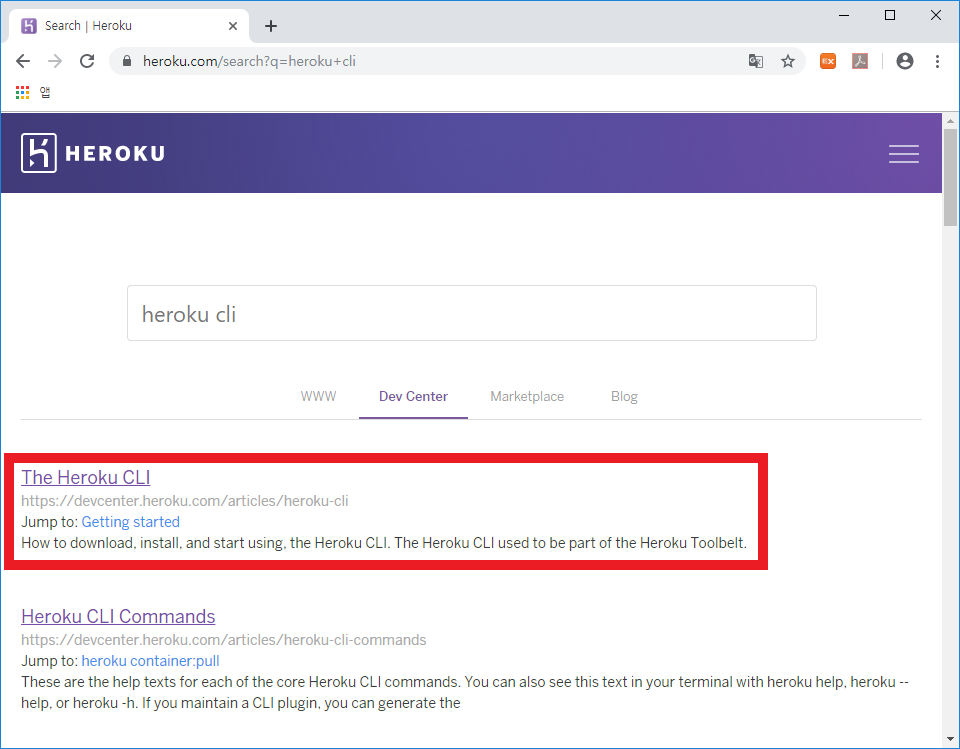 Search | Heroku
heroku.com/search?q=heroku+cli
앱
HEROKU
heroku cli
WWW Dev Center Marketplace Blog
The Heroku CLI
https://devcenter.heroku.com/articles/heroku-cli
Jump to: Getting started
How to download, install, and start using, the Heroku CLI. The Heroku CLI used to be part of the Heroku Toolbelt.
Heroku CLI Commands
https://devcenter.heroku.com/articles/heroku-cli-commands
Jump to: heroku container:pull
These are the help texts for each of the core Heroku CLI commands. You can also see this text in your terminal with heroku help, heroku --
help, or heroku -h. If you maintain a CLI plugin, you can generate the